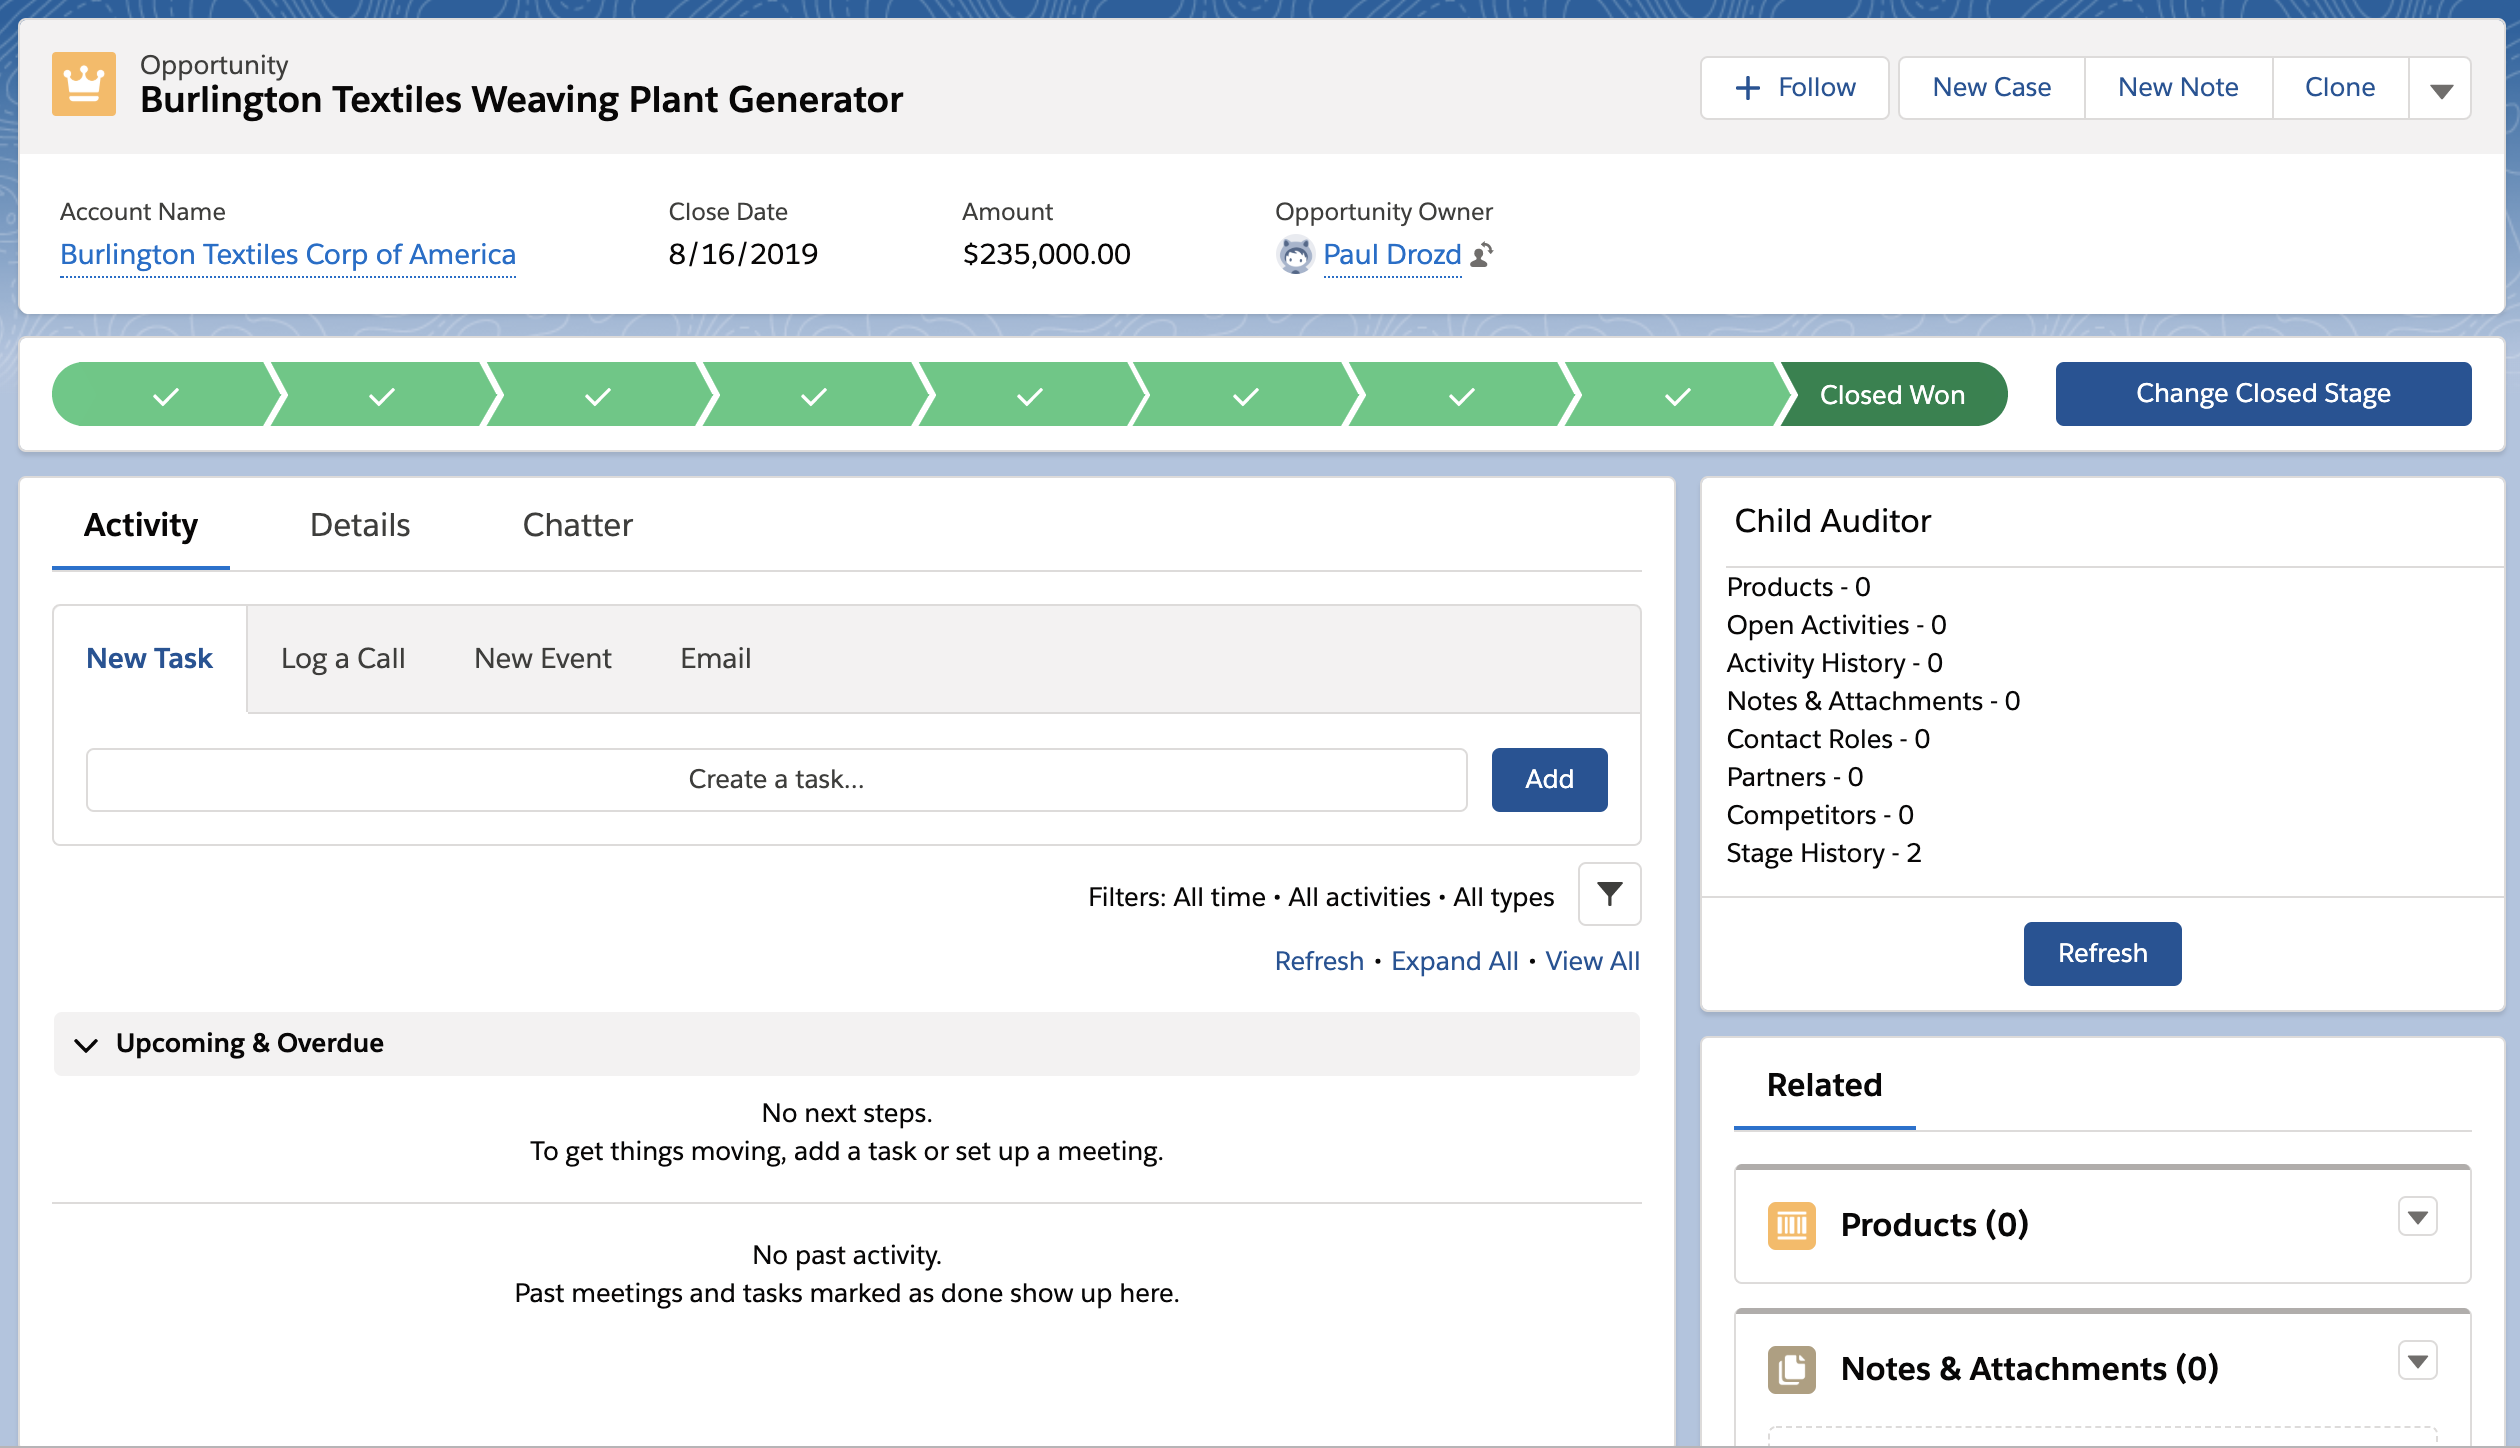 Opportunity
Burlington Textiles Weaving Plant Generator
Follow
New Case
New Note
Clone
Account Name
Burlington Textiles Corp of America
Close Date
8/16/2019
Amount
$235,000.00
Opportunity Owner
Paul Drozd
Closed Won
Change Closed Stage
Activity
Details
Chatter
New Task
Log a Call
New Event
Email
Create a task...
Add
Filters: All time • All activities • All types
Refresh • Expand All • View All
Upcoming & Overdue
No next steps.
To get things moving, add a task or set up a meeting.
No past activity.
Past meetings and tasks marked as done show up here.
Child Auditor
Products - 0
Open Activities - 0
Activity History - 0
Notes & Attachments - 0
Contact Roles - 0
Partners - 0
Competitors - 0
Stage History - 2
Refresh
Related
Products (0)
Notes & Attachments (0)